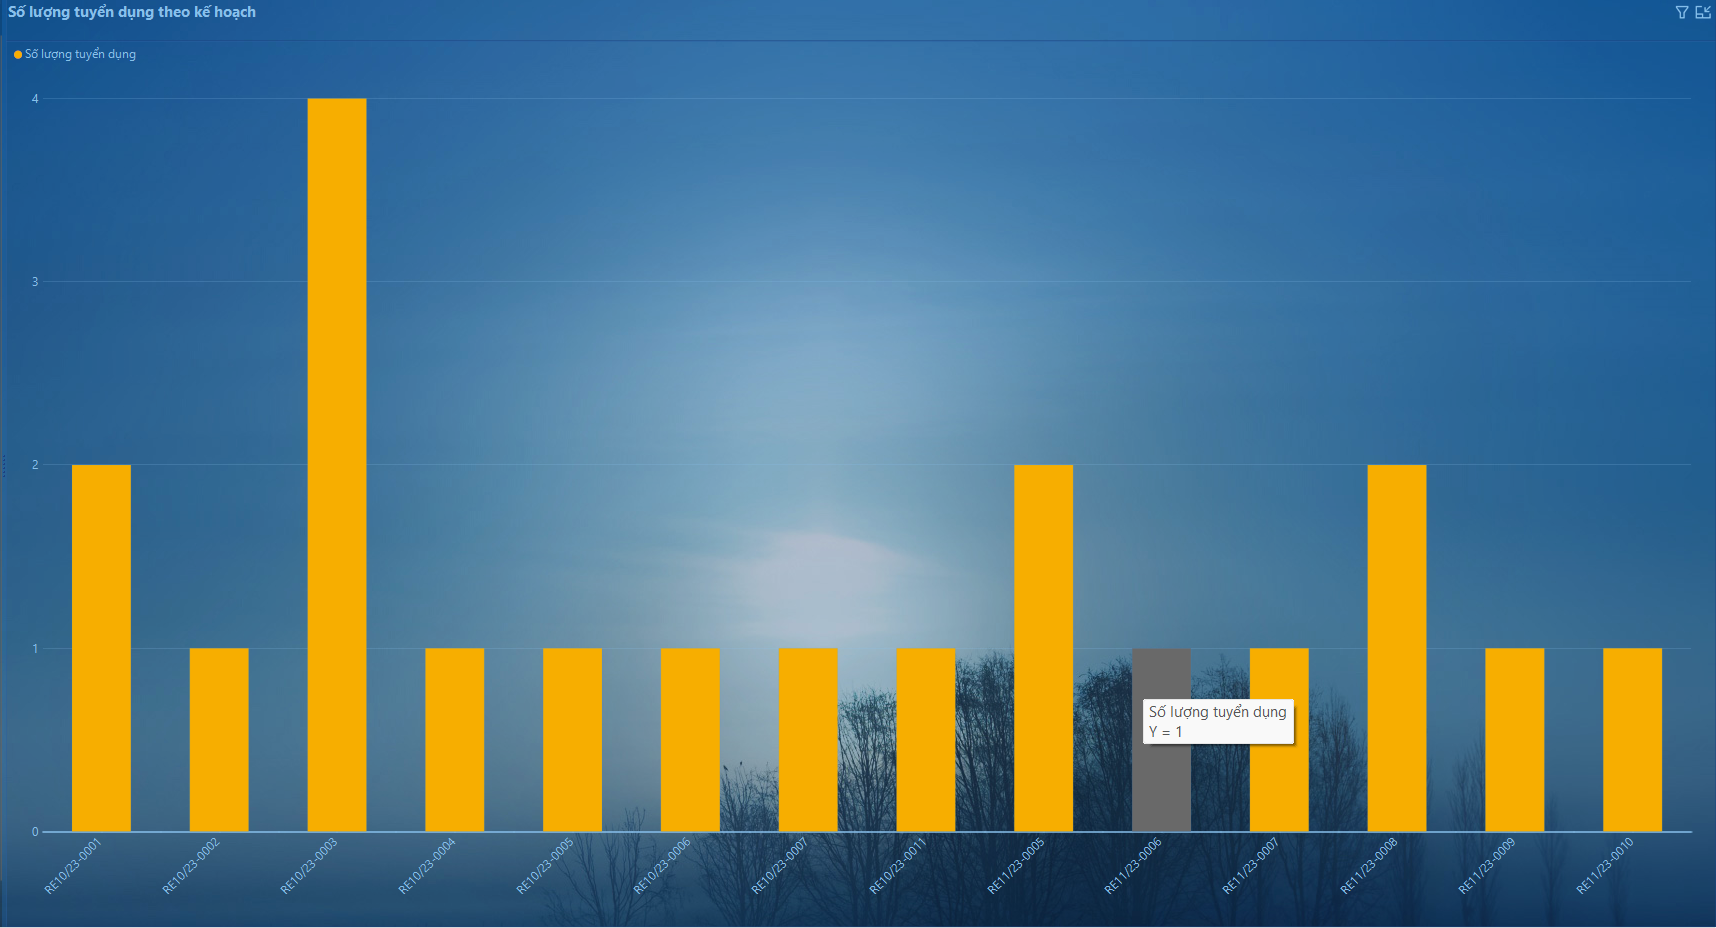 Số lượng tuyển dụng theo kế hoạch
Số lượng tuyển dụng
4
3
2
1
0
Số lượng tuyển dụng
Y = 1
RE10/23-0001
RE10/23-0002
RE10/23-0003
RE10/23-0004
RE10/23-0005
RE10/23-0006
RE10/23-0007
RE10/23-0011
RE11/23-0005
RE11/23-0006
RE11/23-0007
RE11/23-0008
RE11/23-0009
RE11/23-0010